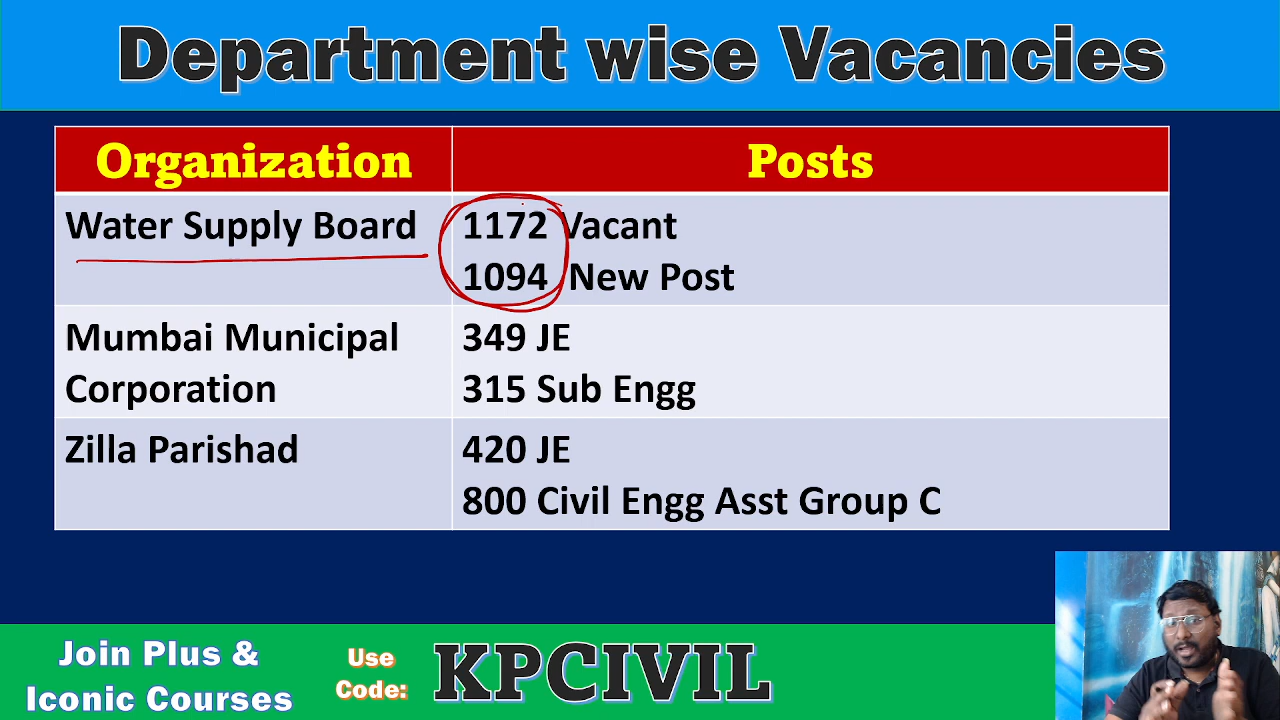 Department wise Vacancies
Organization Posts
Water Supply Board 1172 Vacant
1094 New Post
Mumbai Municipal 349 JE
Corporation 315 Sub Engg
Zilla Parishad 420 JE
800 Civil Engg Asst Group C
Join Plus &
Iconic Courses
Use
Code:
KPCIVIL